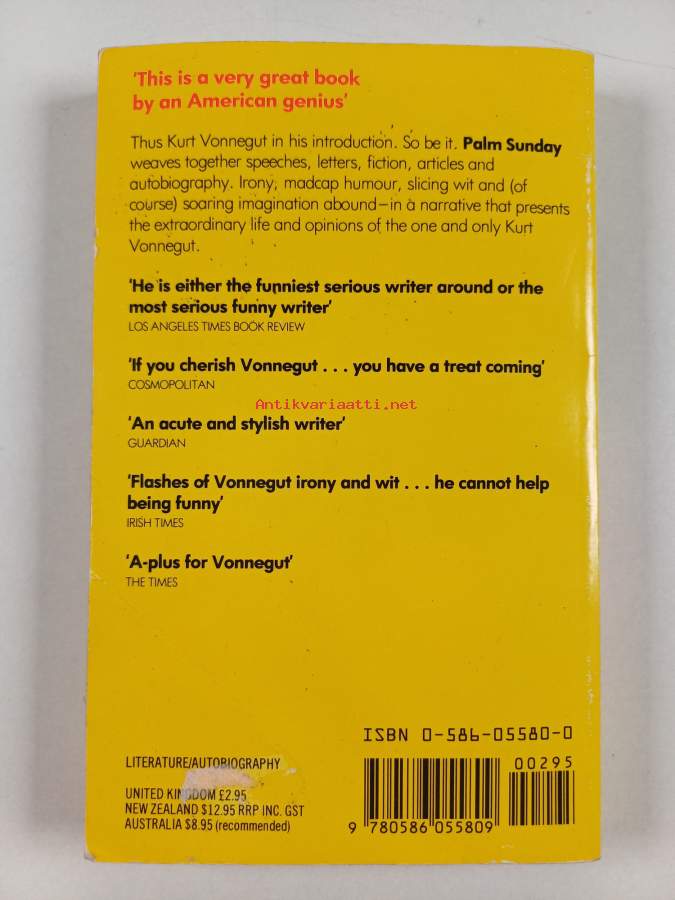 'This is a very great book
by an American genius'
Thus Kurt Vonnegut in his introduction. So be it. Palm Sunday
weaves together speeches, letters, fiction, articles and
autobiography. Irony, madcap humour, slicing wit and (of
course) soaring imagination abound—in a narrative that presents
the extraordinary life and opinions of the one and only Kurt
Vonnegut.
'He is either the funniest serious writer around or the
most serious funny writer'
LOS ANGELES TIMES BOOK REVIEW
'If you cherish Vonnegut . . . you have a treat coming'
COSMOPOLITAN
Antikvariaatti.net
'An acute and stylish writer'
GUARDIAN
'Flashes of Vonnegut irony and wit . . . he cannot help
being funny'
IRISH TIMES
'A-plus for Vonnegut'
THE TIMES
ISBN 0-586-05580-0
LITERATURE/AUTOBIOGRAPHY
00295
UNITED KINGDOM £2.95
NEW ZEALAND $12.95 RRP INC. GST
AUSTRALIA $8.95 (recommended)
9 780586 055809